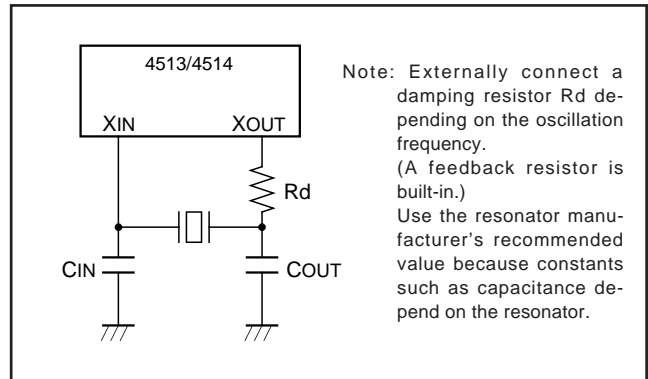 4513/4514
XIN XOUT
Rd
CIN COUT
Note: Externally connect a
damping resistor Rd de-
pending on the oscillation
frequency.
(A feedback resistor is
built-in.)
Use the resonator manu-
facturer's recommended
value because constants
such as capacitance de-
pend on the resonator.